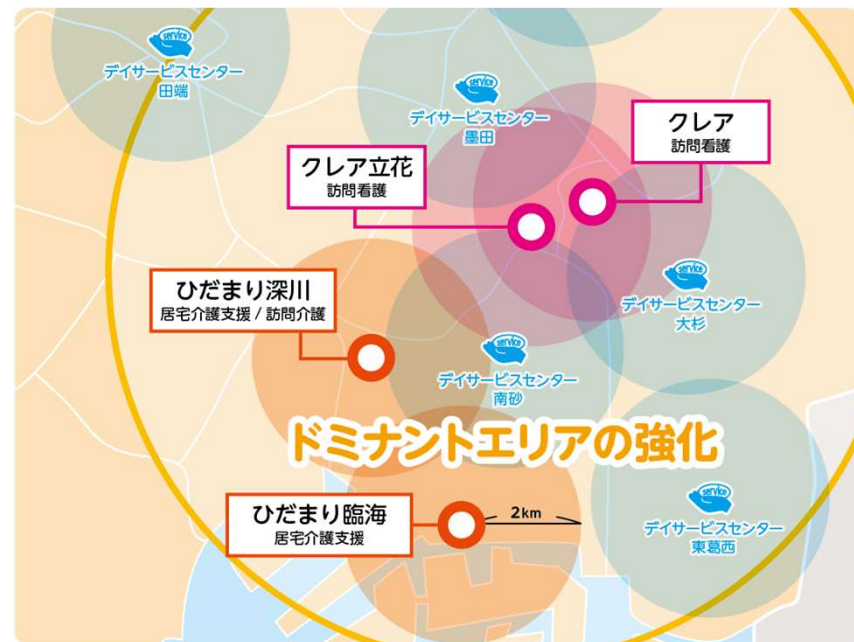 service
デイサービスセンター
田端
service
デイサービスセンター
墨田
クレア
訪問看護
クレア立花
訪問看護
ひだまり深川
居宅介護支援 / 訪問介護
service
デイサービスセンター
大杉
service
デイサービスセンター
南砂
ドミナントエリアの強化
ひだまり臨海
居宅介護支援
2km
service
デイサービスセンター
東葛西